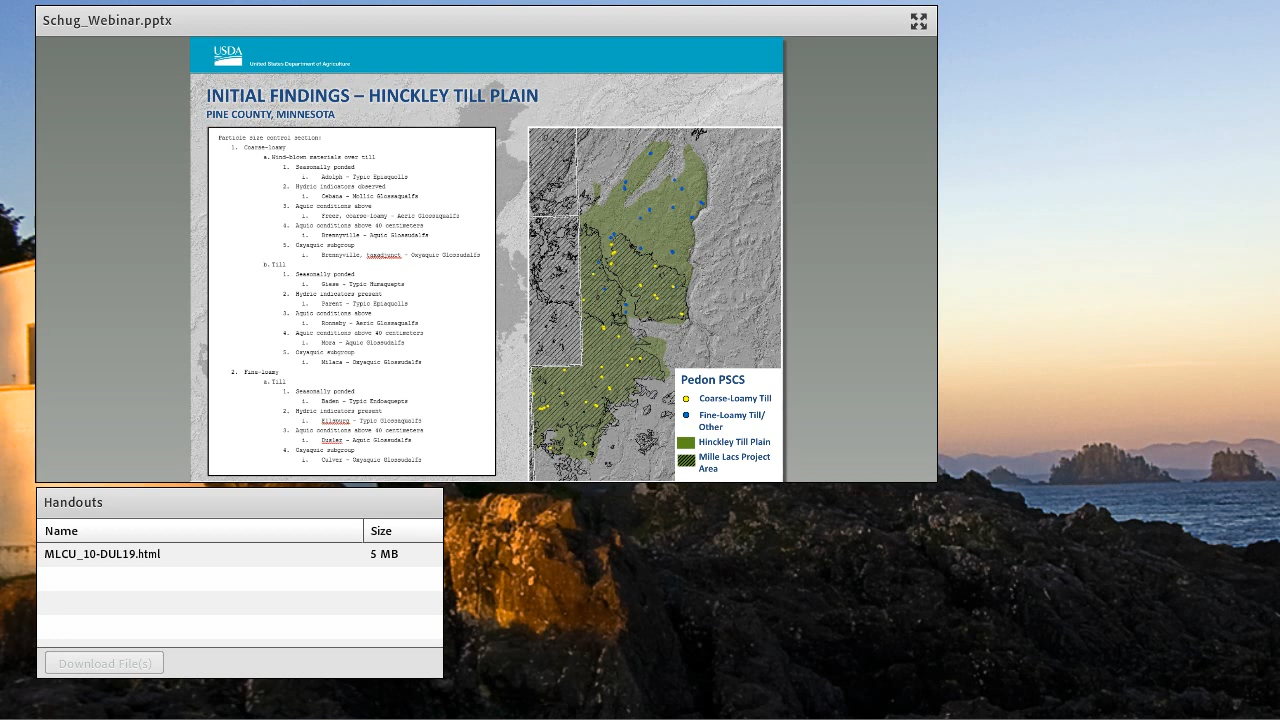 Schug_Webinar.pptx
USDA
United States Department of Agriculture
INITIAL FINDINGS – HINCKLEY TILL PLAIN
PINE COUNTY, MINNESOTA
Particle size control section:
1. Coarse-loamy
a. Wind-blown materials over till
1. Seasonally ponded
i. Adolph – Typic Epiaquolls
2. Hydric indicators observed
i. Cebana – Mollic Glossaqualfs
3. Aquic conditions above
i. Freer, coarse-loamy – Aeric Glossaqualfs
4. Aquic conditions above 40 centimeters
i. Brennyville – Aquic Glossudalfs
5. Oxyaquic subgroup
i. Brennyville, taxadjunct – Oxyaquic Glossudalfs
b. Till
1. Seasonally ponded
i. Giese – Typic Humaquepts
2. Hydric indicators present
i. Parent – Typic Epiaquolls
3. Aquic conditions above
i. Ronneby – Aeric Glossaqualfs
4. Aquic conditions above 40 centimeters
i. Mora – Aquic Glossudalfs
5. Oxyaquic subgroup
i. Milaca – Oxyaquic Glossudalfs
2. Fine-loamy
a. Till
1. Seasonally ponded
i. Baden – Typic Endoaquepts
2. Hydric indicators present
i. – Typic Glossaqualfs
3. Aquic conditions above 40 centimeters
i. Duslez – Aquic Glossudalfs
4. Oxyaquic subgroup
i. Culver – Oxyaquic Glossudalfs
Pedon PSCS
Coarse-Loamy Till
Fine-Loamy Till/
Other
Hinckley Till Plain
Mille Lacs Project
Area
Handouts
Name Size
MLCU_10-DUL19.html 5 MB
Download File(s)